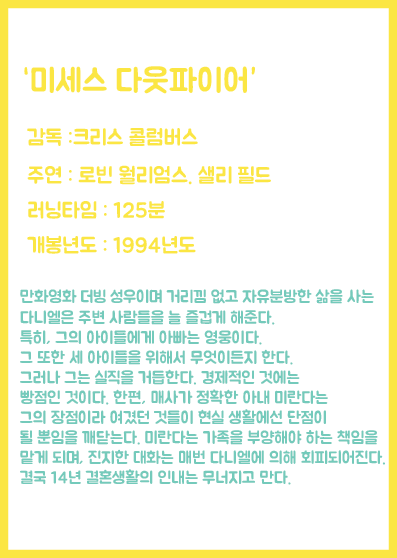 '미세스 다웃파이어'
감독 :크리스 콜럼버스
주연 : 로빈 윌리엄스, 샐리 필드
러닝타임 : 125분
개봉년도 : 1994년도
만화영화 더빙 성우이며 거리낌 없고 자유분방한 삶을 사는
다니엘은 주변 사람들을 늘 즐겁게 해준다.
특히, 그의 아이들에게 아빠는 영웅이다.
그 또한 세 아이들을 위해서 무엇이든지 한다.
그러나 그는 실직을 거듭한다. 경제적인 것에는
빵점인 것이다. 한편, 매사가 정확한 아내 미란다는
그의 장점이라 여겼던 것들이 현실 생활에선 단점이
될 뿐임을 깨닫는다. 미란다는 가족을 부양해야 하는 책임을
맡게 되며, 진지한 대화는 매번 다니엘에 의해 회피되어진다.
결국 14년 결혼생활의 인내는 무너지고 만다.